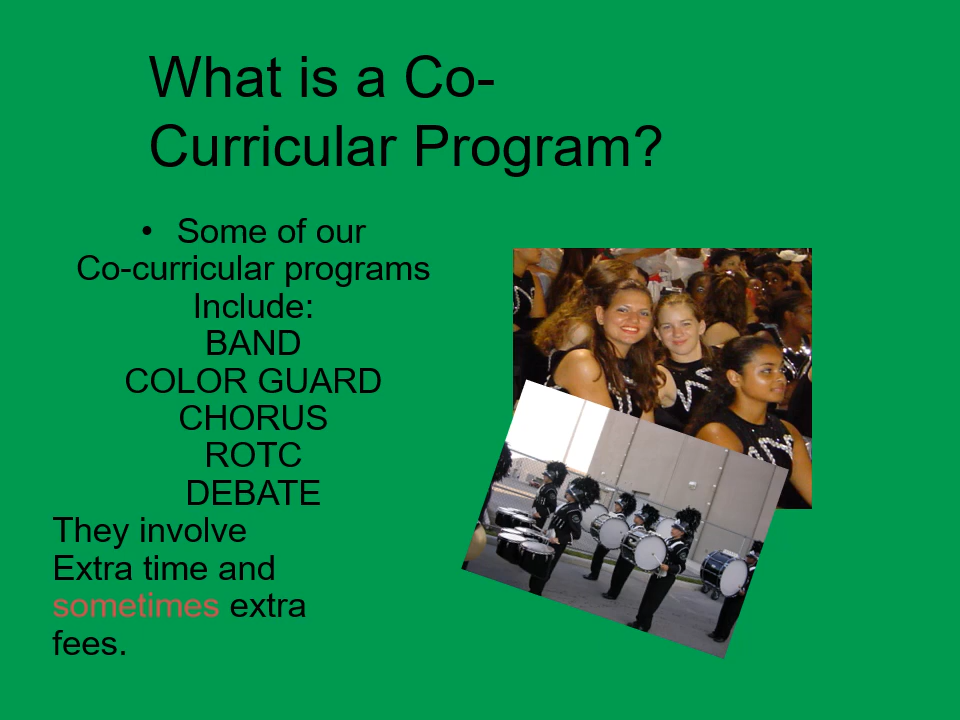 What is a Co-
Curricular Program?
• Some of our
Co-curricular programs
Include:
BAND
COLOR GUARD
CHORUS
ROTC
DEBATE
They involve
Extra time and
sometimes extra
fees.